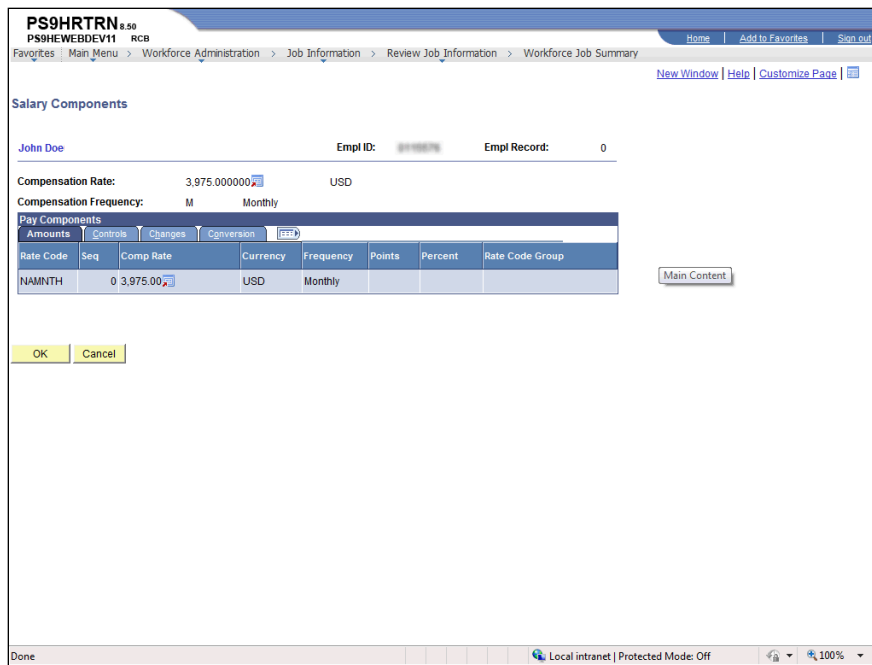 PS9HRTRN 8.50
PS9HEWEBDEV11 RCB
Home Add to Favorites Sign out
Favorites Main Menu > Workforce Administration > Job Information > Review Job Information > Workforce Job Summary
New Window | Help | Customize Page |
Salary Components
John Doe Empl ID: Empl Record: 0
Compensation Rate: 3,975.000000 USD
Compensation Frequency: M Monthly
Pay Components
Amounts Controls Changes Conversion
Rate Code Seq Comp Rate Currency Frequency Points Percent Rate Code Group
NAMNTH 0 3,975.00 USD Monthly
Main Content
OK Cancel
Done Local intranet | Protected Mode: Off 100%